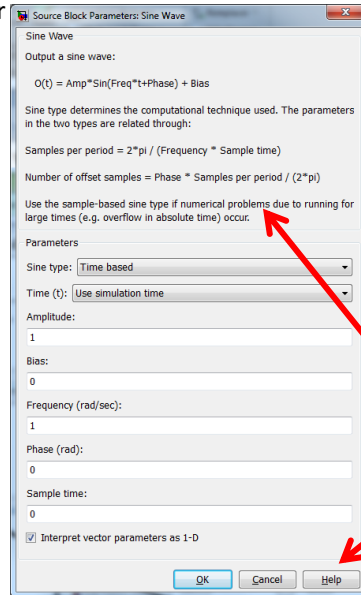 r
Source Block Parameters: Sine Wave
Sine Wave
Output a sine wave:
O(t) = Amp*Sin(Freq*t+Phase) + Bias
Sine type determines the computational technique used. The parameters
in the two types are related through:
Samples per period = 2*pi / (Frequency * Sample time)
Number of offset samples = Phase * Samples per period / (2*pi)
Use the sample-based sine type if numerical problems due to running for
large times (e.g. overflow in absolute time) occur.
Parameters
Sine type: Time based
Time (t): Use simulation time
Amplitude:
1
Bias:
0
Frequency (rad/sec):
1
Phase (rad):
0
Sample time:
0
Interpret vector parameters as 1-D
OK Cancel Help